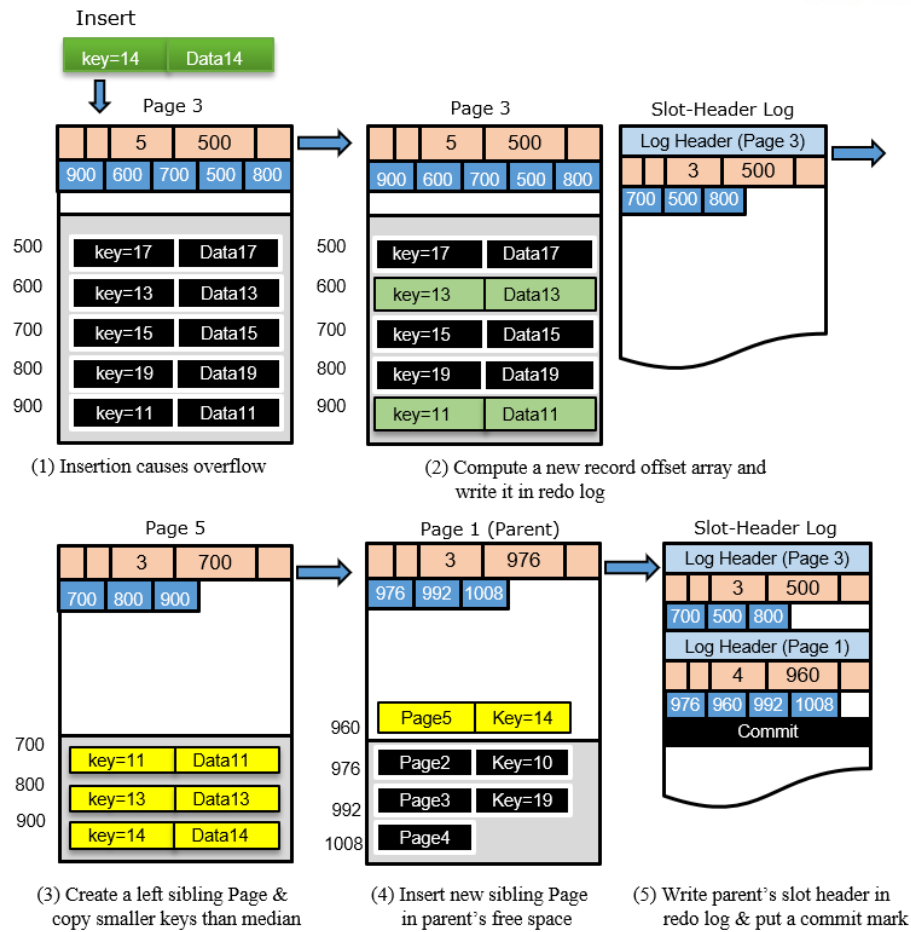 Insert
key=14 Data14
Page 3
5 500
900 600 700 500 800
500 key=17 Data17
600 key=13 Data13
700 key=15 Data15
800 key=19 Data19
900 key=11 Data11
(1) Insertion causes overflow
Page 3
5 500
900 600 700 500 800
500 key=17 Data17
600 key=13 Data13
700 key=15 Data15
800 key=19 Data19
900 key=11 Data11
Slot-Header Log
Log Header (Page 3)
3 500
700 500 800
(2) Compute a new record offset array and
write it in redo log
Page 5
3 700
700 800 900
700 key=11 Data11
800 key=13 Data13
900 key=14 Data14
(3) Create a left sibling Page &
copy smaller keys than median
Page 1 (Parent)
3 976
976 992 1008
960 Page5 Key=14
976 Page2 Key=10
992 Page3 Key=19
1008 Page4
(4) Insert new sibling Page
in parent's free space
Slot-Header Log
Log Header (Page 3)
3 500
700 500 800
Log Header (Page 1)
4 960
976 960 992 1008
Commit
(5) Write parent's slot header in
redo log & put a commit mark